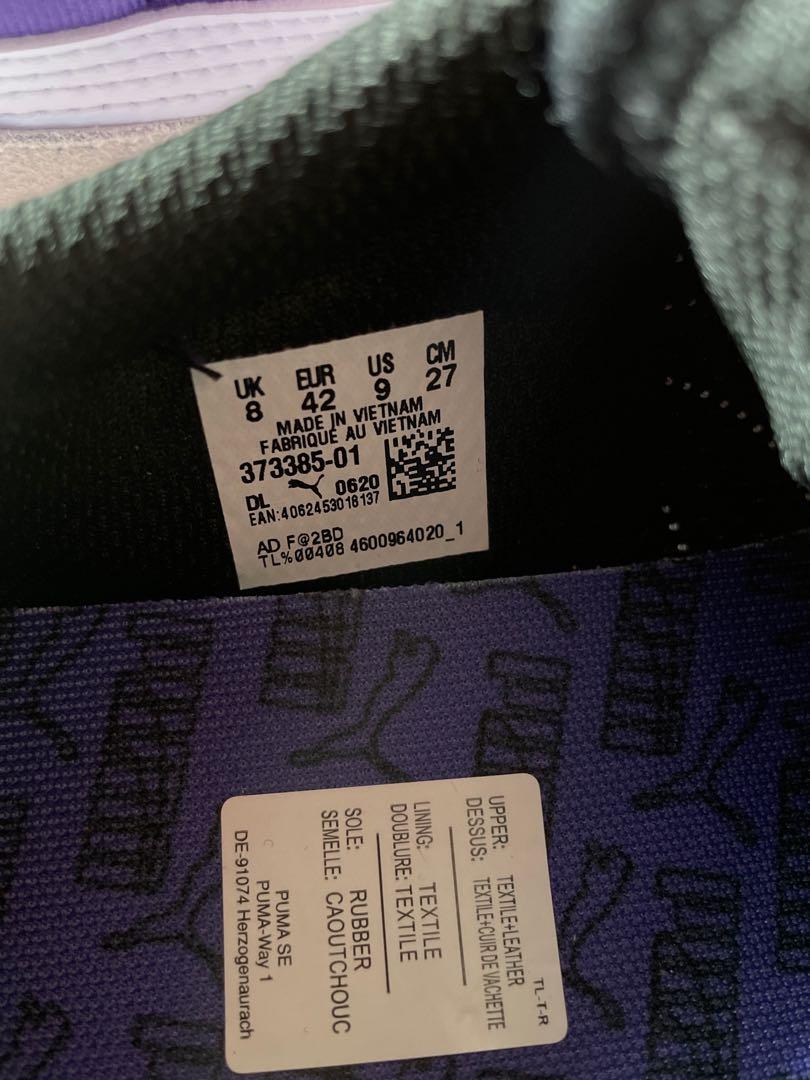 UK EUR US CM
8 42 9 27
MADE IN VIETNAM
FABRIQUÉ AU VIETNAM
373385-01
DL 0620
EAN:4062453018137
AD F@2BD
TL%00408 4600964020_1
TL-T-R
UPPER: TEXTILE+LEATHER
DESSUS: TEXTILE+CUIR DE VACHETTE
LINING: TEXTILE
DOUBLURE: TEXTILE
SOLE: RUBBER
SEMELLE: CAOUTCHOUC
PUMA SE
PUMA-Way 1
DE-91074 Herzogenaurach